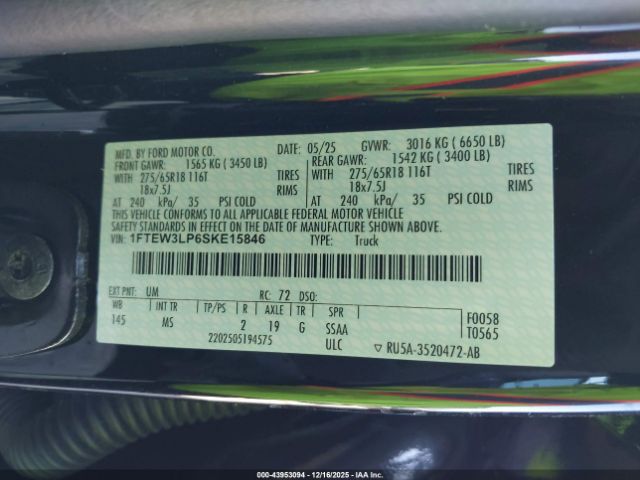 MFD. BY FORD MOTOR CO. DATE: 05/25 GVWR: 3016 KG ( 6650 LB)
FRONT GAWR: 1565 KG ( 3450 LB) REAR GAWR: 1542 KG ( 3400 LB)
WITH 275/65R18 116T TIRES WITH 275/65R18 116T TIRES
18x7.5J RIMS 18x7.5J RIMS
AT 240 kPa/ 35 PSI COLD AT 240 kPa/ 35 PSI COLD
THIS VEHICLE CONFORMS TO ALL APPLICABLE FEDERAL MOTOR VEHICLE
SAFETY STANDARDS IN EFFECT ON THE DATE OF MANUFACTURE SHOWN ABOVE.
VIN: 1FTEW3LP6SKE15846 TYPE: Truck
EXT PNT: UM RC: 72 DSO:
WB INT TR TP/PS R AXLE TR SPR F0058
145 MS 2 19 G SSAA T0565
2202505194575 ULC ▽ RU5A-3520472-AB
000-43953094 - 12/16/2025 - IAAI.com